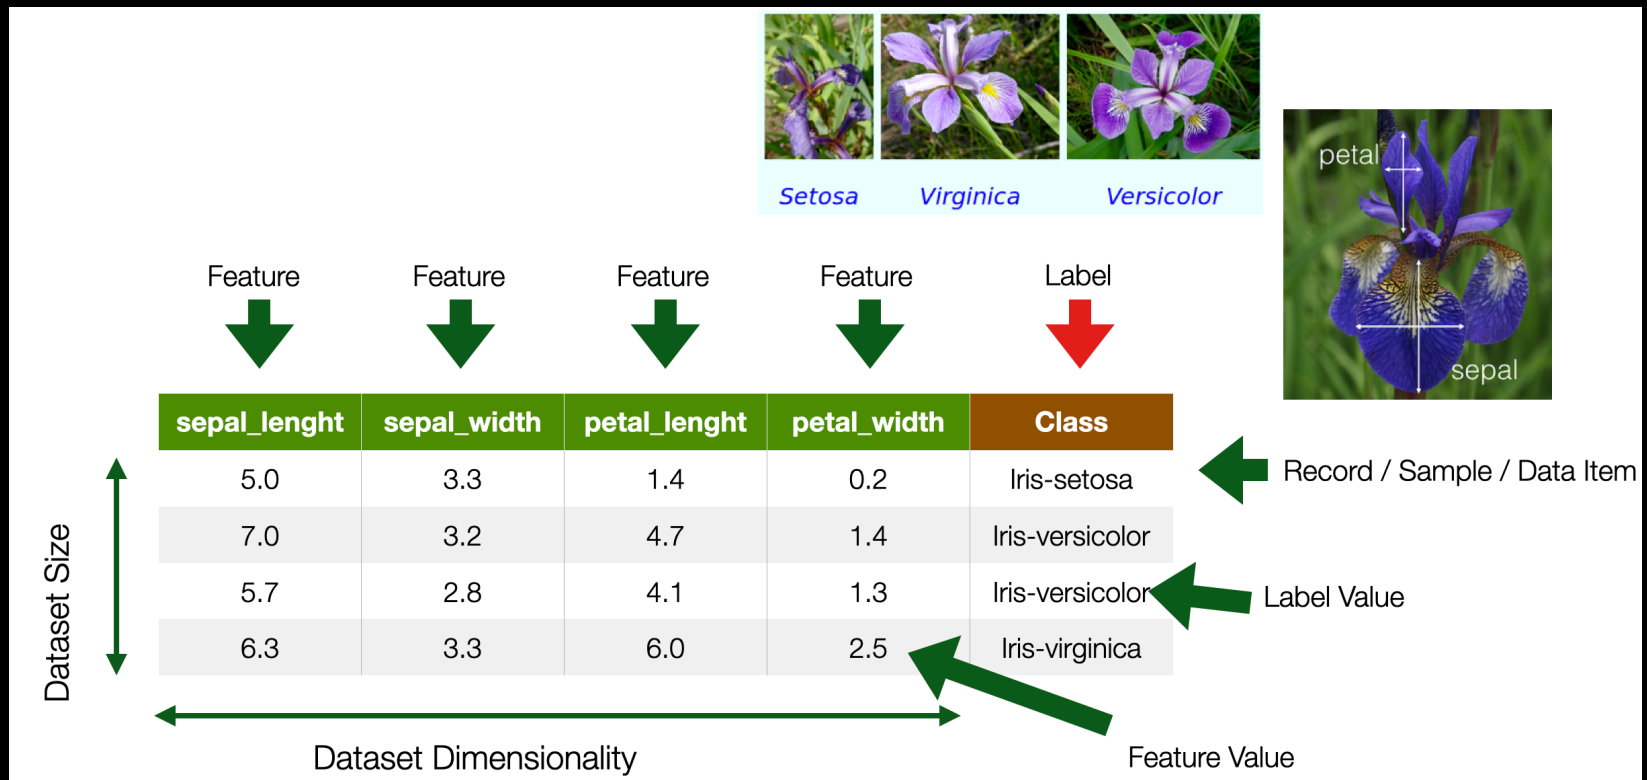 Setosa Virginica Versicolor
petal
sepal
Feature Feature Feature Feature Label
sepal_lenght sepal_width petal_lenght petal_width Class
5.0 3.3 1.4 0.2 Iris-setosa
Record / Sample / Data Item
7.0 3.2 4.7 1.4 Iris-versicolor
5.7 2.8 4.1 1.3 Iris-versicolor
Label Value
6.3 3.3 6.0 2.5 Iris-virginica
Dataset Size
Dataset Dimensionality
Feature Value